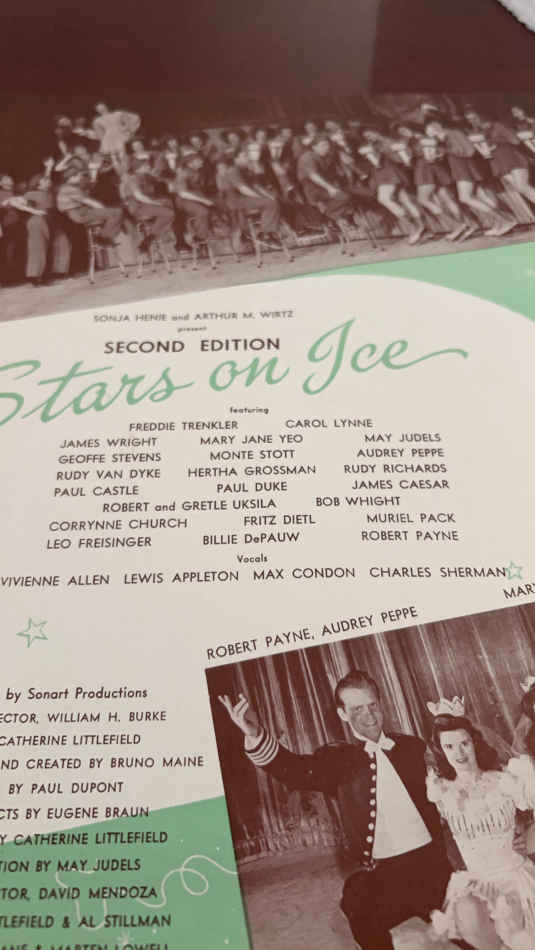 SONJA HENIE and ARTHUR M. WIRTZ
present
SECOND EDITION
Stars on Ice
featuring
FREDDIE TRENKLER CAROL LYNNE
JAMES WRIGHT MARY JANE YEO MAY JUDELS
GEOFFE STEVENS MONTE STOTT AUDREY PEPPE
RUDY VAN DYKE HERTHA GROSSMAN RUDY RICHARDS
PAUL CASTLE PAUL DUKE JAMES CAESAR
ROBERT and GRETLE UKSILA BOB WHIGHT
CORRYNNE CHURCH FRITZ DIETL MURIEL PACK
LEO FREISINGER BILLIE DePAUW ROBERT PAYNE
Vocals
VIVIENNE ALLEN LEWIS APPLETON MAX CONDON CHARLES SHERMAN
ROBERT PAYNE, AUDREY PEPPE
by Sonart Productions
WILLIAM H. BURKE
CATHERINE LITTLEFIELD
CREATED BY BRUNO MAINE
BY PAUL DUPONT
BY EUGENE BRAUN
CATHERINE LITTLEFIELD
BY MAY JUDELS
DAVID MENDOZA
& AL STILLMAN